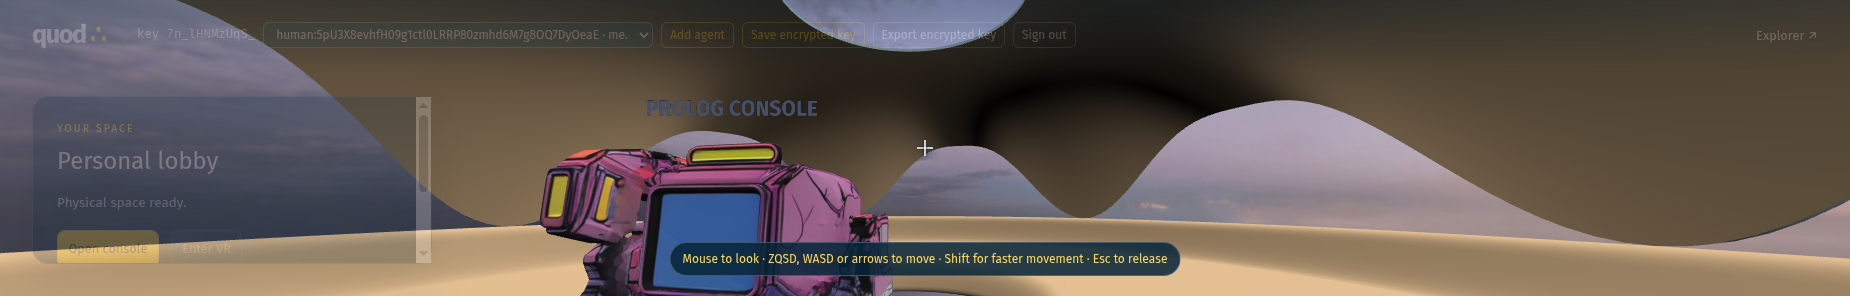 quod
key 7n_lHNMzUqS_
human:5pU3X8evhfH09g1ctl0LRRP80zmhd6M7g8OQ7DyOeaE · me.
Add agent
Save encrypted key
Export encrypted key
Sign out
Explorer ↗
YOUR SPACE
Personal lobby
Physical space ready.
Open console
Enter VR
PROLOG CONSOLE
Mouse to look · ZQSD, WASD or arrows to move · Shift for faster movement · Esc to release